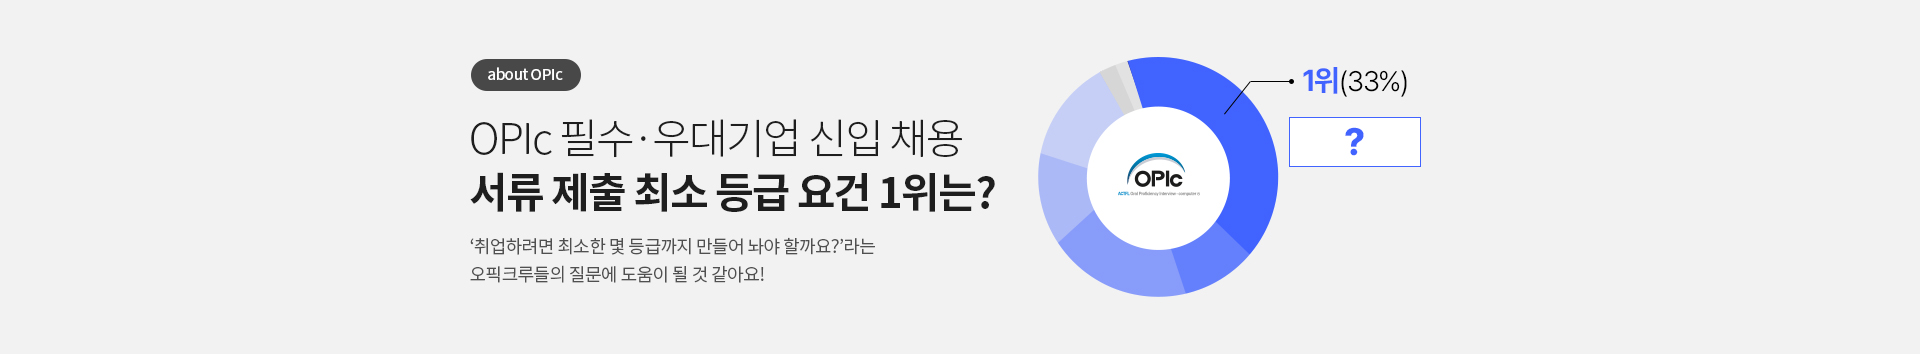 about OPIc
OPIc 필수·우대기업 신입 채용
서류 제출 최소 등급 요건 1위는?
‘취업하려면 최소한 몇 등급까지 만들어 놔야 할까요?’라는
오픽크루들의 질문에 도움이 될 것 같아요!
1위(33%)
?
OPIc
ACTFL Oral Proficiency Interview - computer